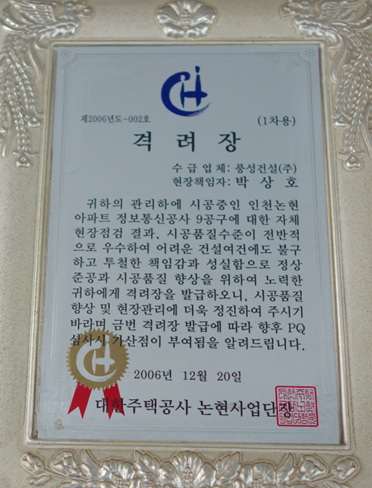 제2006년도-002호
(1차용)
격 려 장
수 급 업 체: 풍성건설(주)
현장책임자: 박 상 호
귀하의 관리하에 시공중인 인천논현
아파트 정보통신공사 9공구에 대한 자체
현장점검 결과, 시공품질수준이 전반적
으로 우수하여 어려운 건설여건에도 불구
하고 투철한 책임감과 성실함으로 정상
준공과 시공품질 향상을 위하여 노력한
귀하에게 격려장을 발급하오니, 시공품질
향상 및 현장관리에 더욱 정진하여 주시기
바라며 금번 격려장 발급에 따라 향후 PQ
심사시 가산점이 부여됨을 알려드립니다.
2006년 12월 20일
대한주택공사 논현사업단장